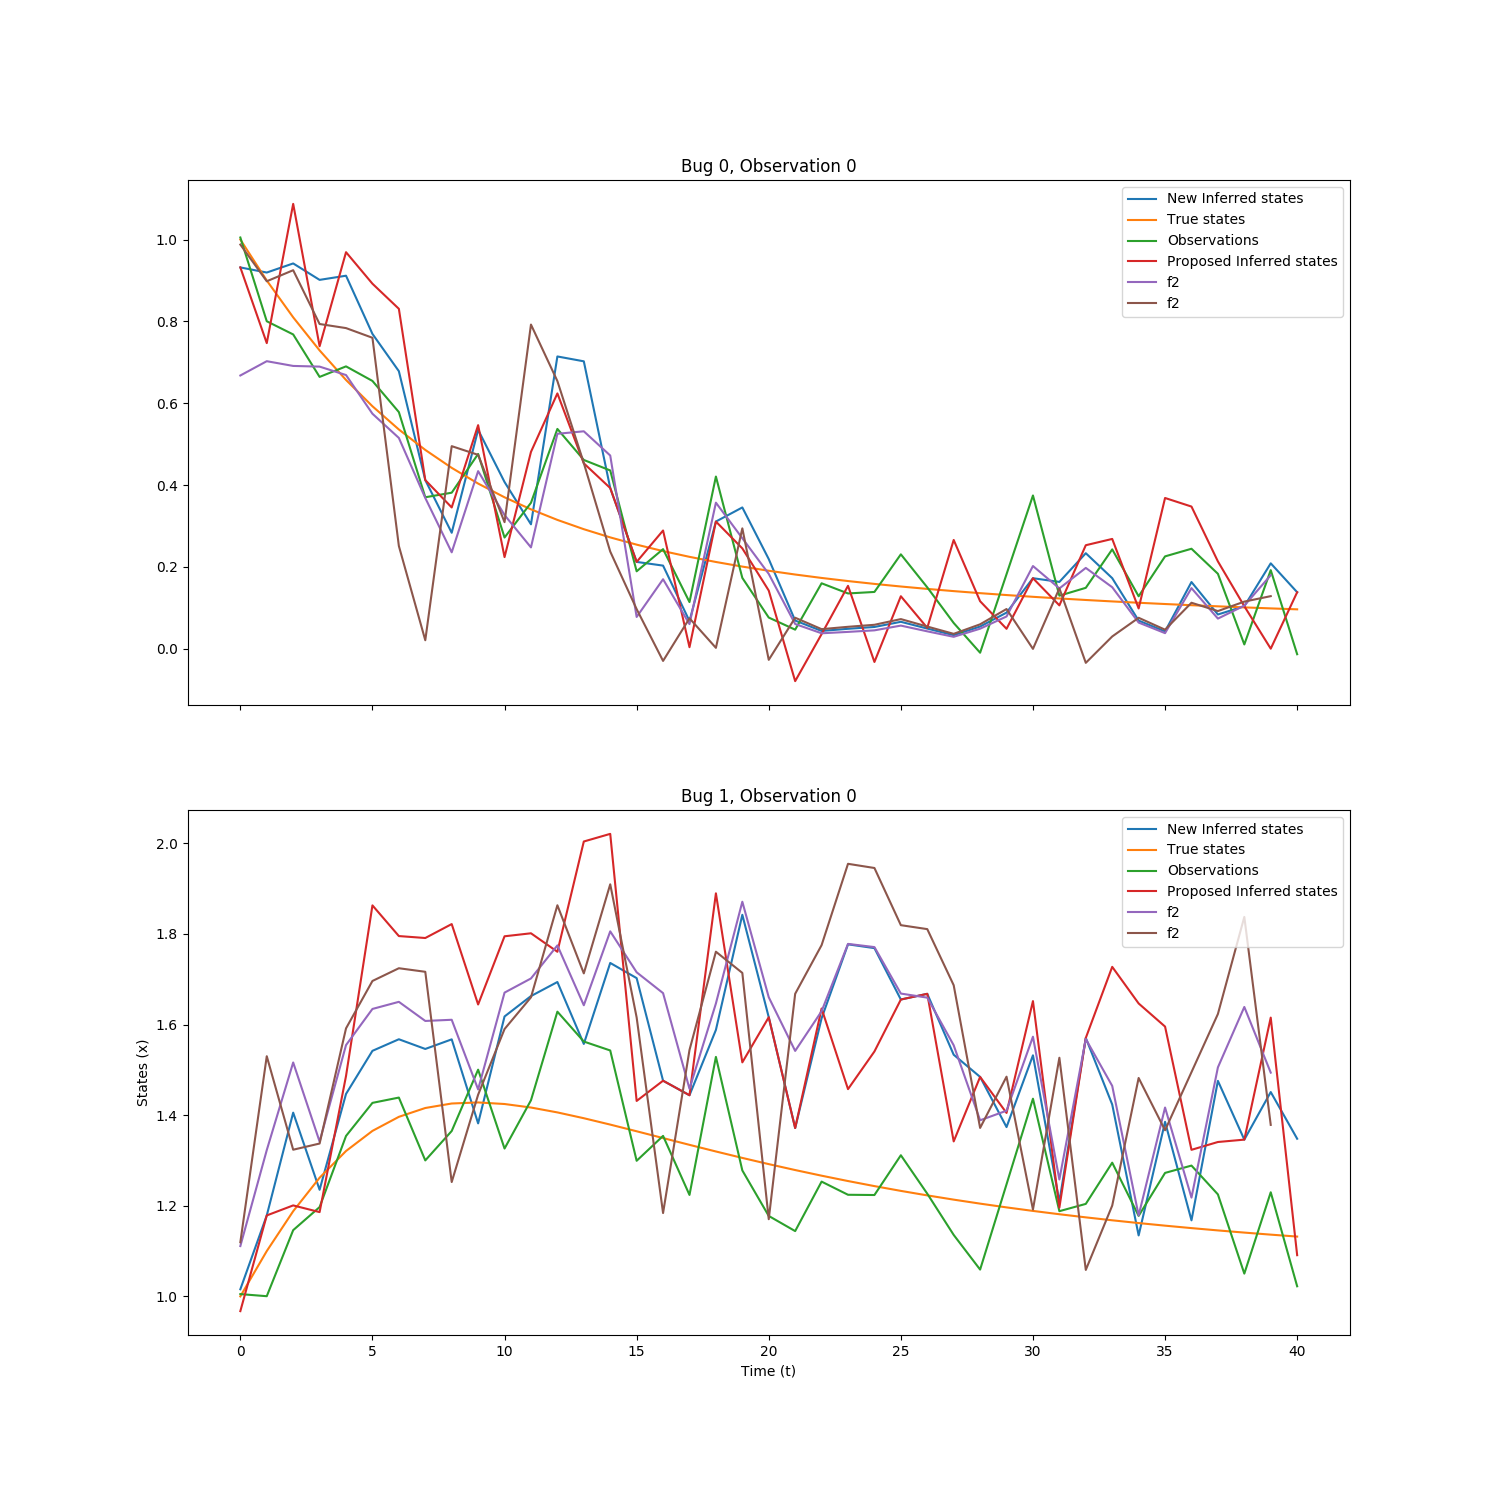 Bug 0, Observation 0
New Inferred states
True states
Observations
Proposed Inferred states
f2
f2
1.0
0.8
0.6
0.4
0.2
0.0
Bug 1, Observation 0
New Inferred states
True states
Observations
Proposed Inferred states
f2
f2
2.0
1.8
1.6
1.4
1.2
1.0
States (x)
0 5 10 15 20 25 30 35 40
Time (t)